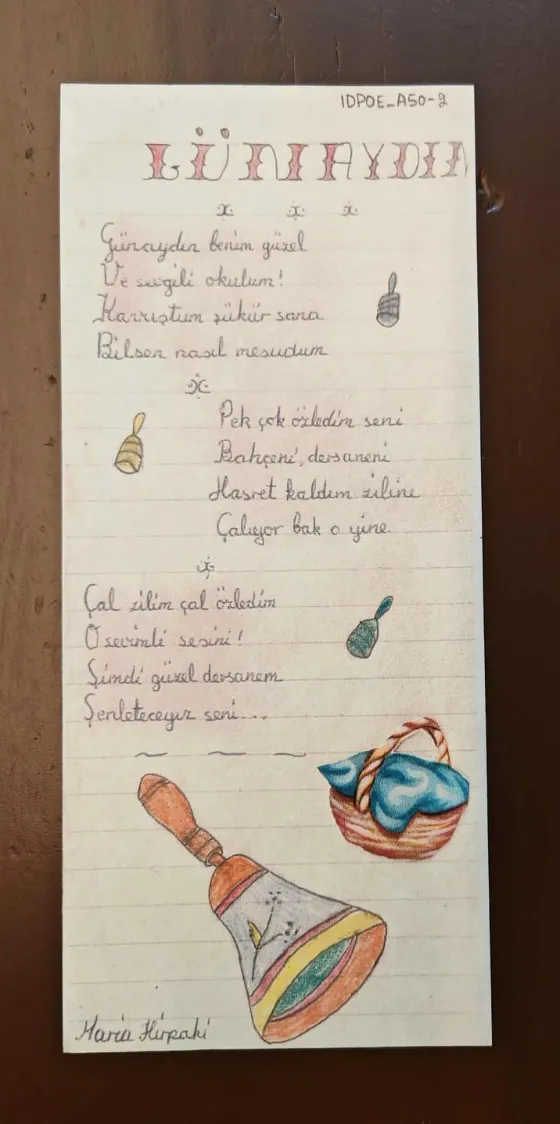 IDPOE_A50-2
GÜNAYDIN
Günaydın benim güzel
Ve sevgili okulum!
Kavuştum şükür sana
Bilsen nasıl mesudum
Pek çok özledim seni
Bahçeni, dersaneni
Hasret kaldım ziline
Çalıyor bak o yine.
Çal zilim çal özledim
O sevimli sesini!
Şimdi güzel dersanem
Şenleteceyiz seni...